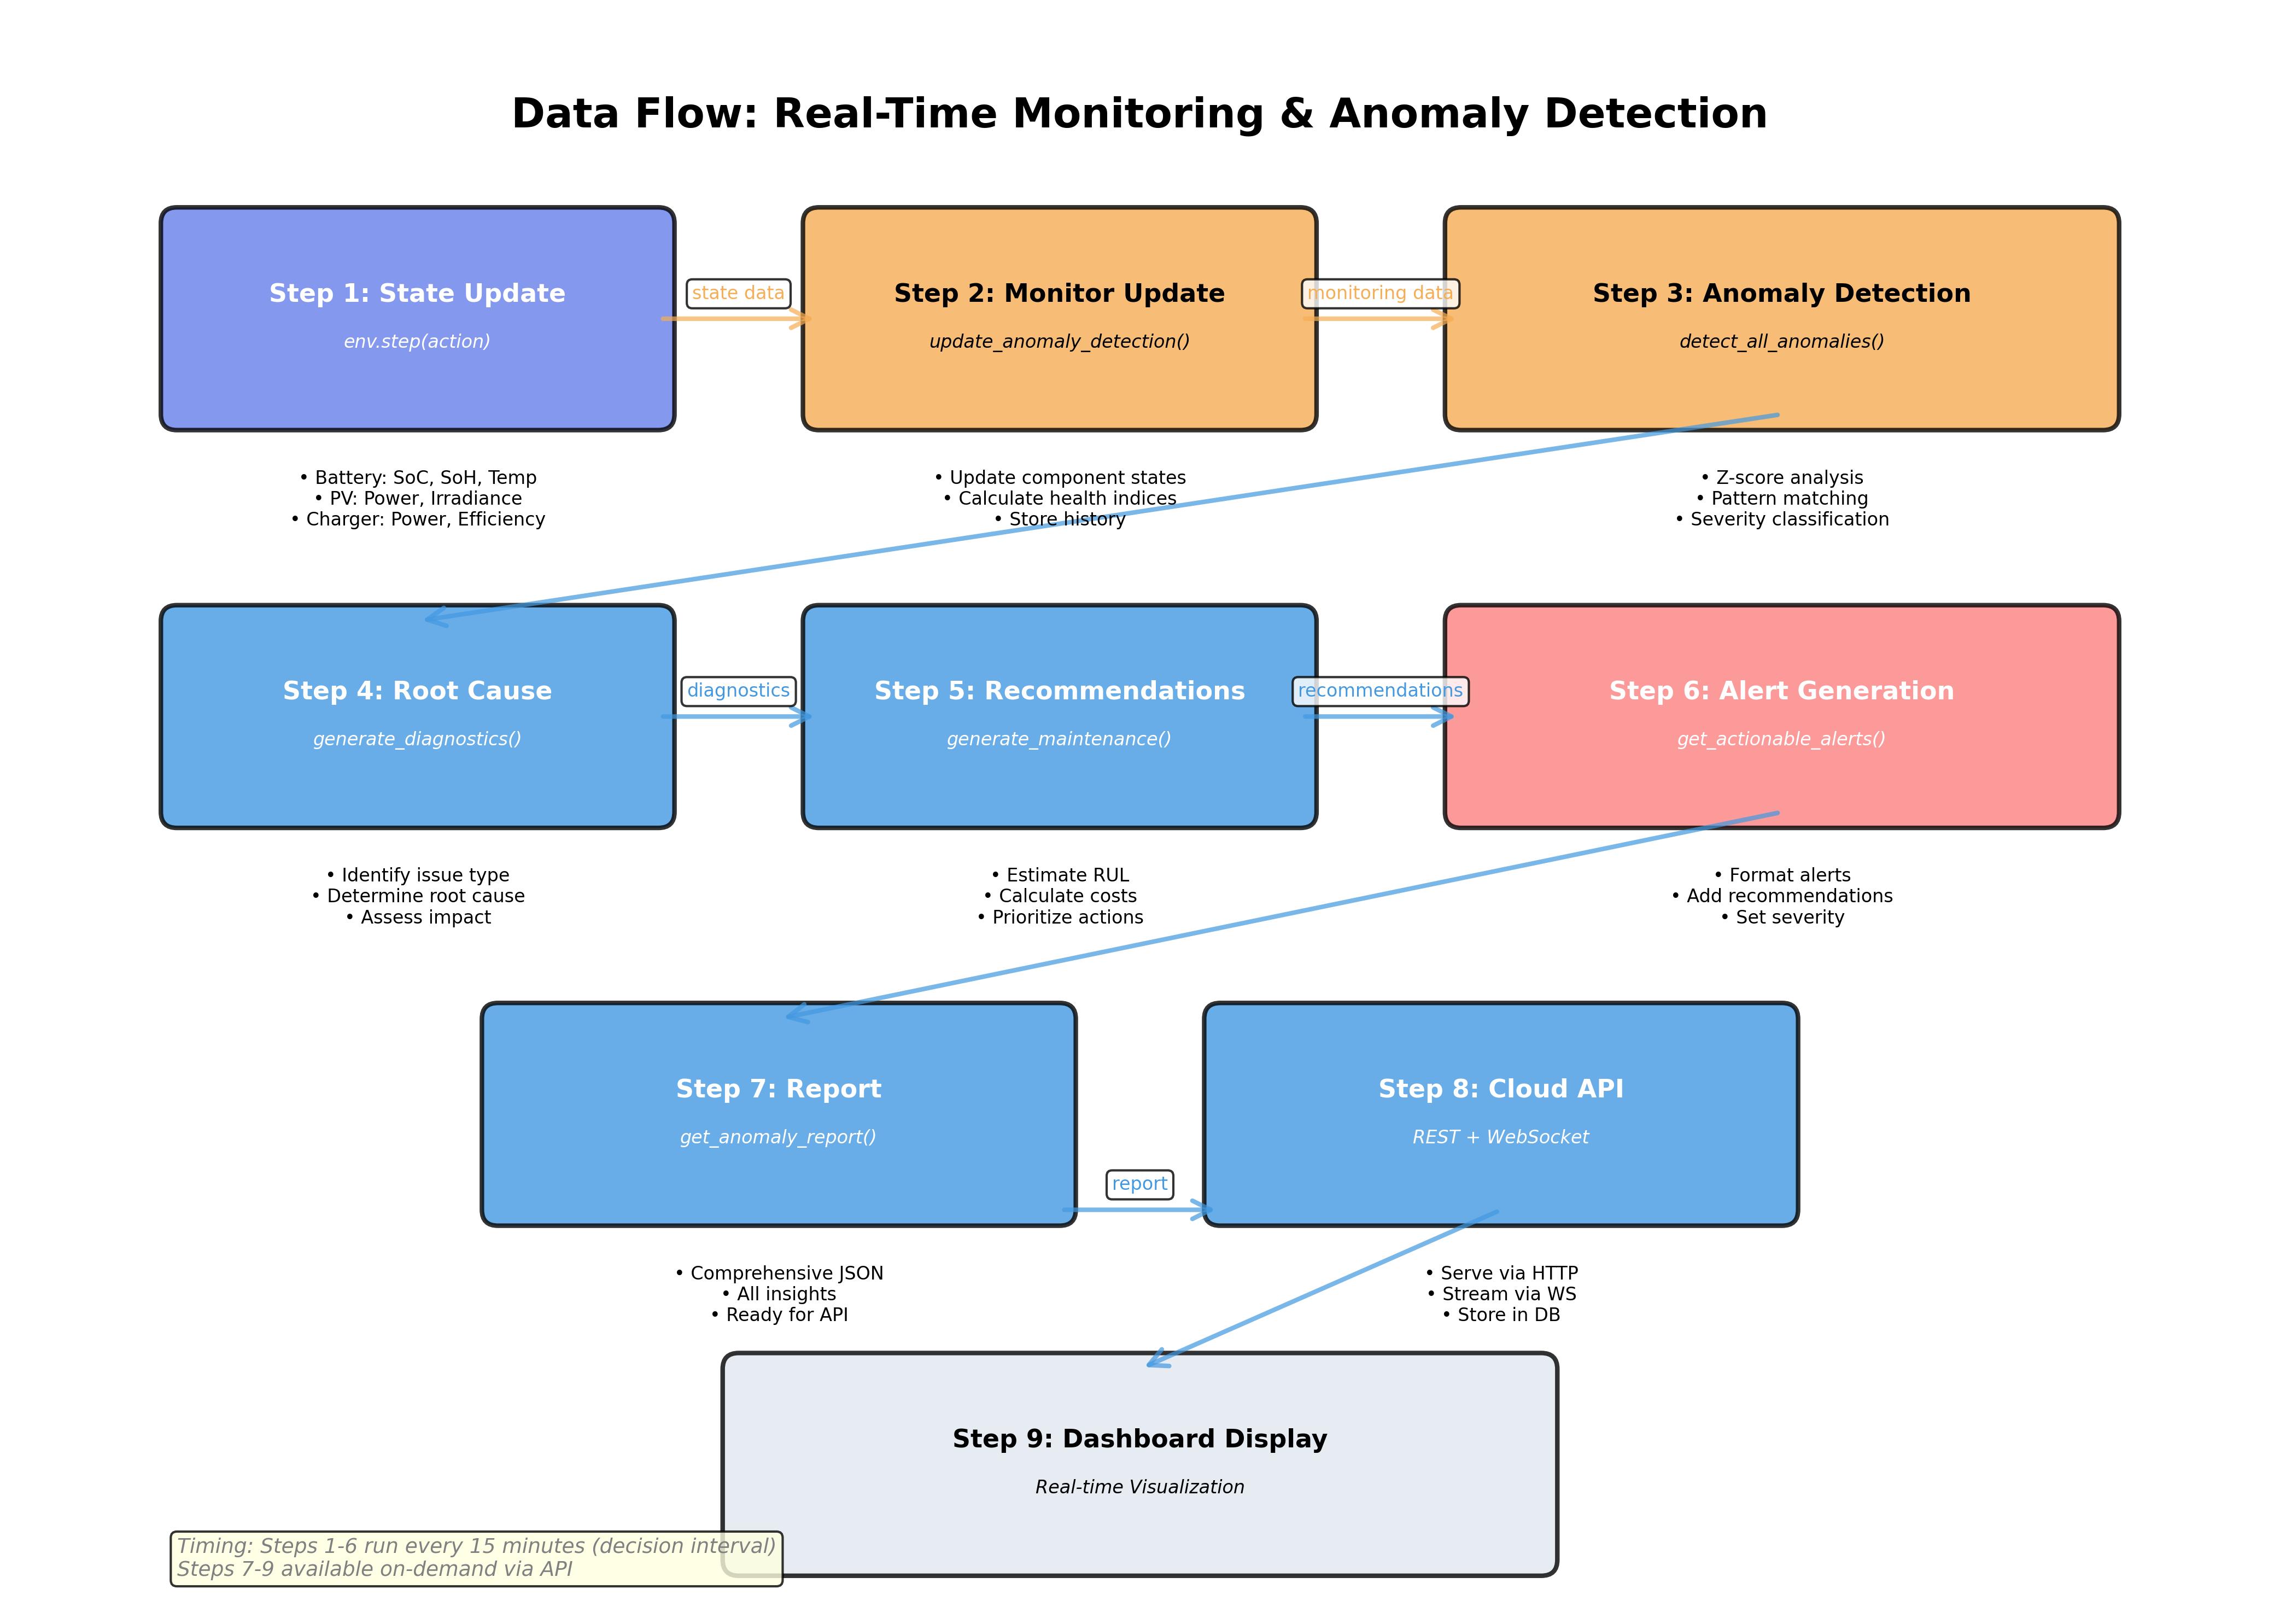 Data Flow: Real-Time Monitoring & Anomaly Detection
Step 1: State Update
env.step(action)
state data
Step 2: Monitor Update
update_anomaly_detection()
monitoring data
Step 3: Anomaly Detection
detect_all_anomalies()
• Battery: SoC, SoH, Temp
• PV: Power, Irradiance
• Charger: Power, Efficiency
• Update component states
• Calculate health indices
• Store history
• Z-score analysis
• Pattern matching
• Severity classification
Step 4: Root Cause
generate_diagnostics()
diagnostics
Step 5: Recommendations
generate_maintenance()
recommendations
Step 6: Alert Generation
get_actionable_alerts()
• Identify issue type
• Determine root cause
• Assess impact
• Estimate RUL
• Calculate costs
• Prioritize actions
• Format alerts
• Add recommendations
• Set severity
Step 7: Report
get_anomaly_report()
report
Step 8: Cloud API
REST + WebSocket
• Comprehensive JSON
• All insights
• Ready for API
• Serve via HTTP
• Stream via WS
• Store in DB
Step 9: Dashboard Display
Real-time Visualization
Timing: Steps 1-6 run every 15 minutes (decision interval)
Steps 7-9 available on-demand via API